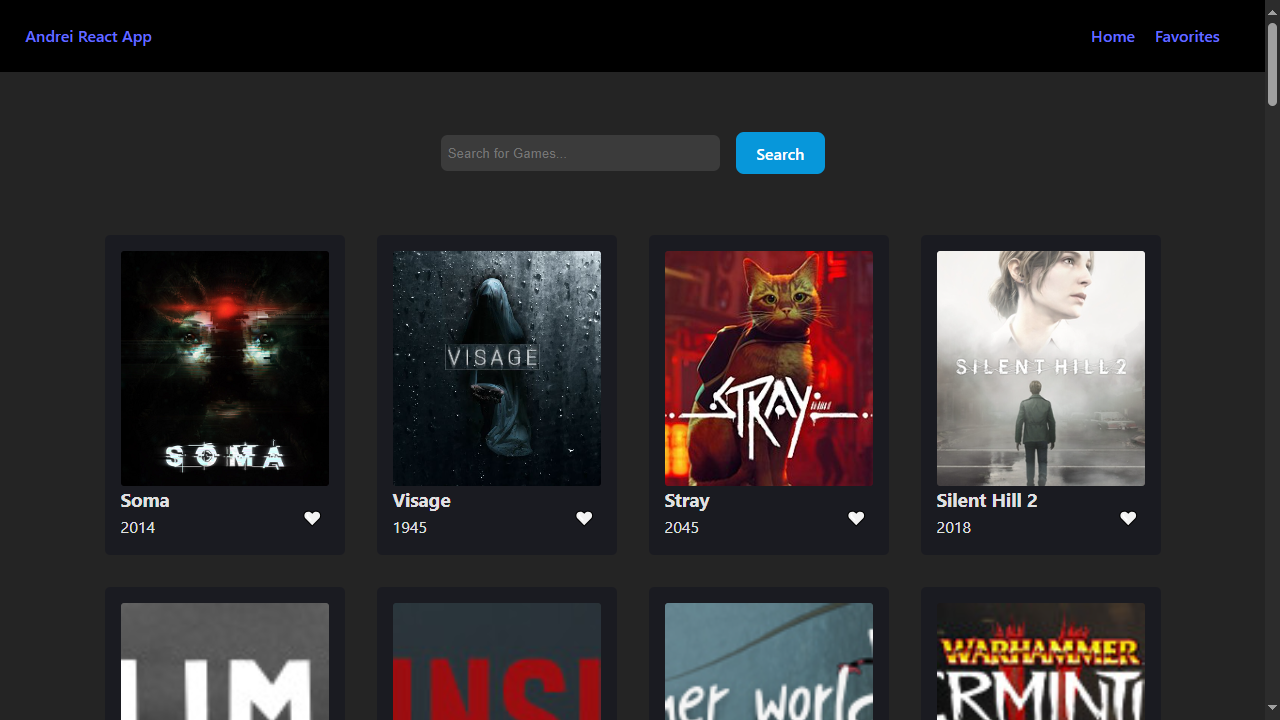 Andrei React App
Home Favorites
Search for Games...
Search
SOMA
VISAGE
STRAY
SILENT HILL 2
Soma
2014
Visage
1945
Stray
2045
Silent Hill 2
2018
LIM
INSI
er world
WARHAMMER
ERMINTI